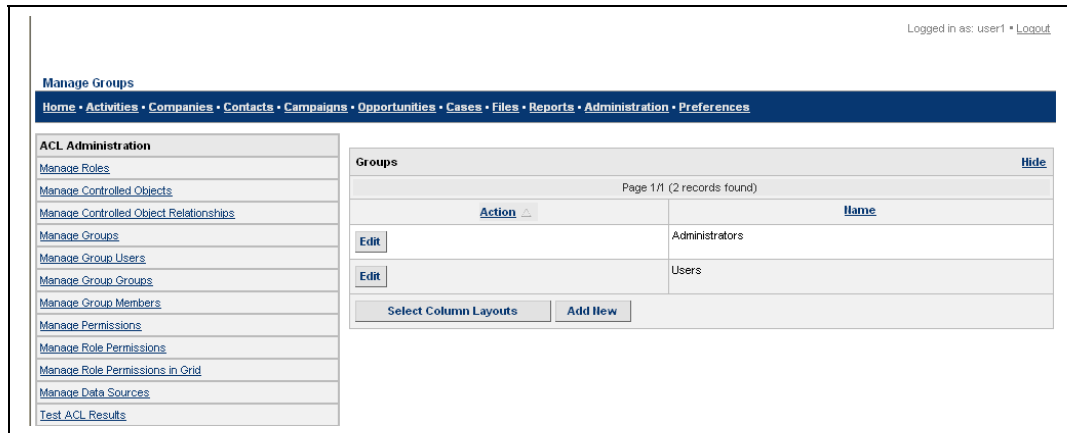 Logged in as: user1 • Logout
Manage Groups
Home • Activities • Companies • Contacts • Campaigns • Opportunities • Cases • Files • Reports • Administration • Preferences
ACL Administration
Manage Roles
Manage Controlled Objects
Manage Controlled Object Relationships
Manage Groups
Manage Group Users
Manage Group Groups
Manage Group Members
Manage Permissions
Manage Role Permissions
Manage Role Permissions in Grid
Manage Data Sources
Test ACL Results
Groups Hide
Page 1/1 (2 records found)
Action Name
Edit Administrators
Edit Users
Select Column Layouts Add New